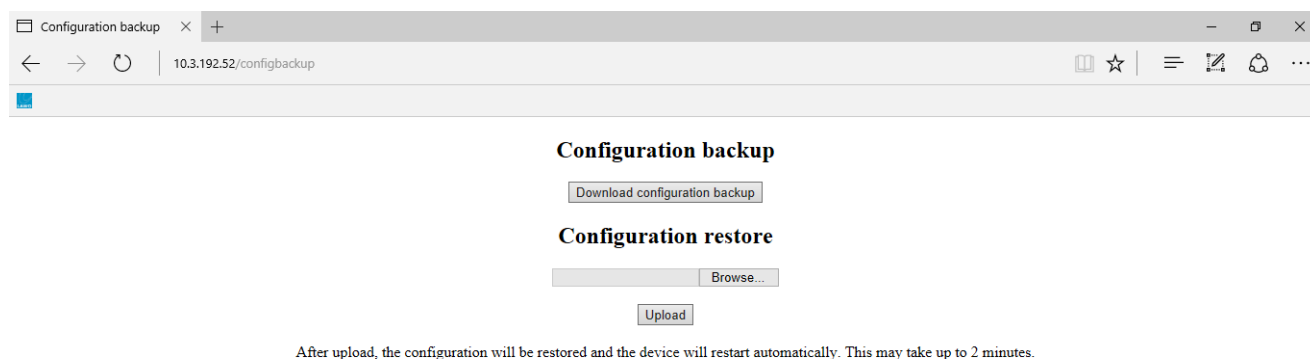 Configuration backup
10.3.192.52/configbackup
Configuration backup
Download configuration backup
Configuration restore
Browse...
Upload
After upload, the configuration will be restored and the device will restart automatically. This may take up to 2 minutes.